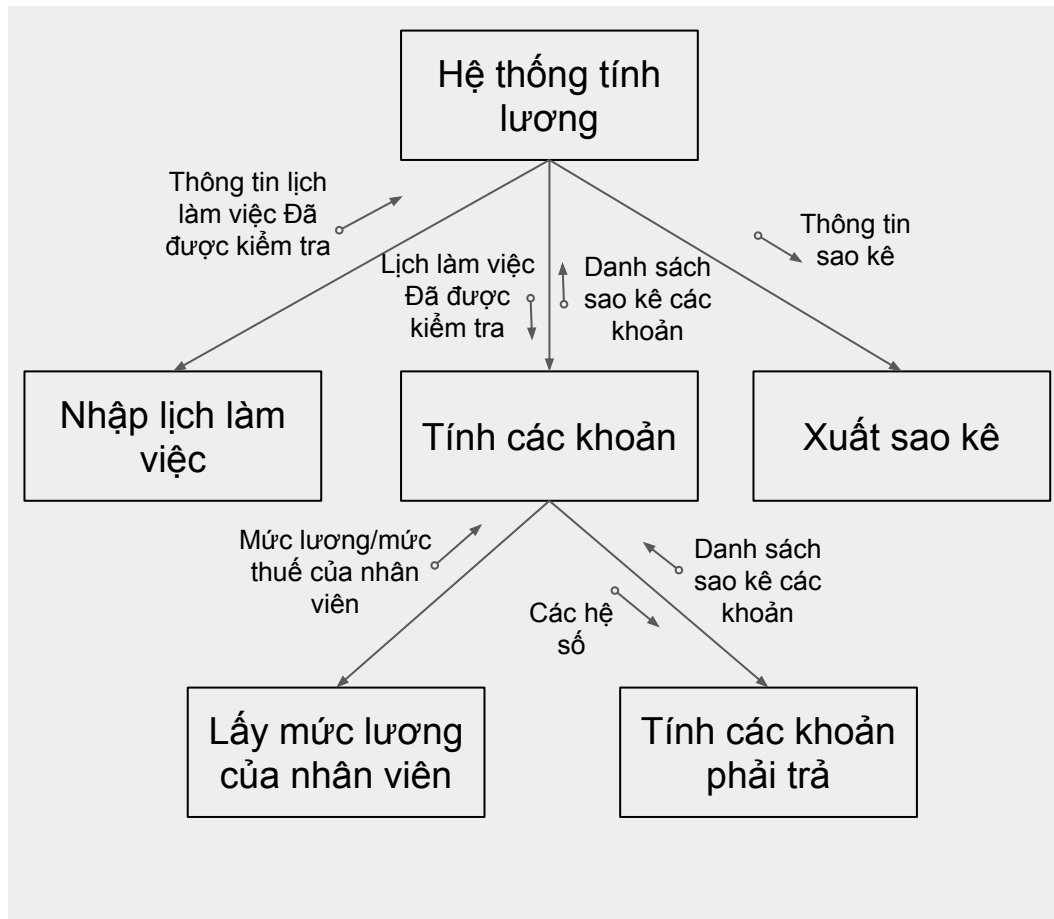 Hệ thống tính
lương
Thông tin lịch
làm việc Đã
được kiểm tra
Thông tin
sao kê
Lịch làm việc
Đã được
kiểm tra
Danh sách
sao kê các
khoản
Nhập lịch làm
việc
Tính các khoản
Xuất sao kê
Mức lương/mức
thuế của nhân
viên
Danh sách
sao kê các
khoản
Các hệ
số
Lấy mức lương
của nhân viên
Tính các khoản
phải trả